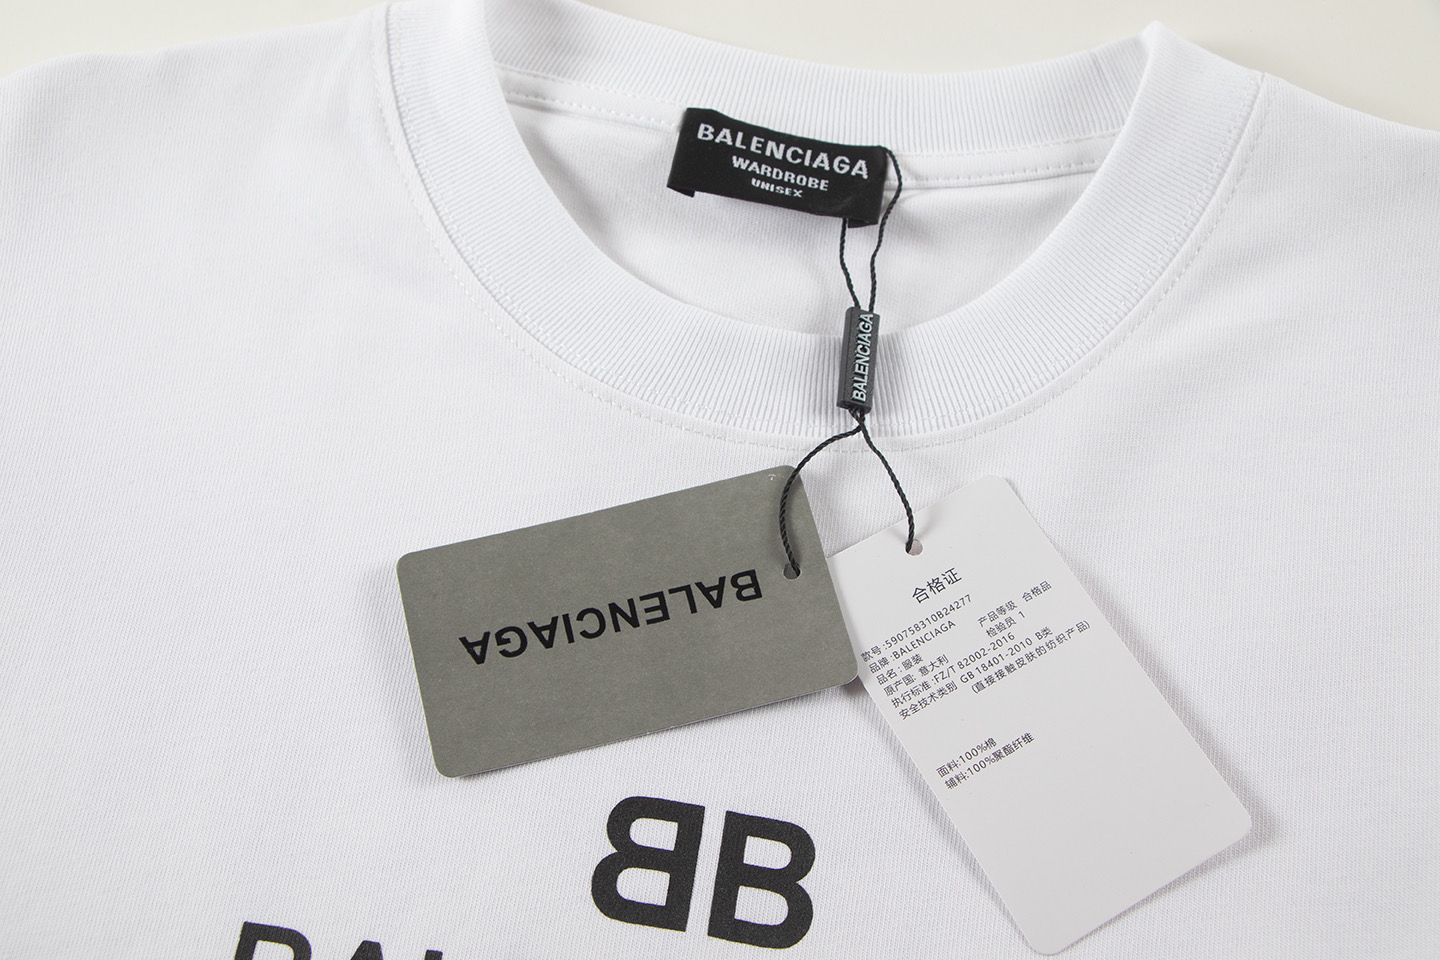 BALENCIAGA
WARDROBE
UNISEX
BALENCIAGA
BALENCIAGA
合格证
款号:590758310B24277
品牌:BALENCIAGA 产品等级 合格品
品名:服装 检验员 1
原产国: 意大利
执行标准:FZ/T 82002-2016
安全技术类别 GB 18401-2010 B类
(直接接触皮肤的纺织产品)
面料:100%棉
辅料:100%聚酯纤维
BB
BAL